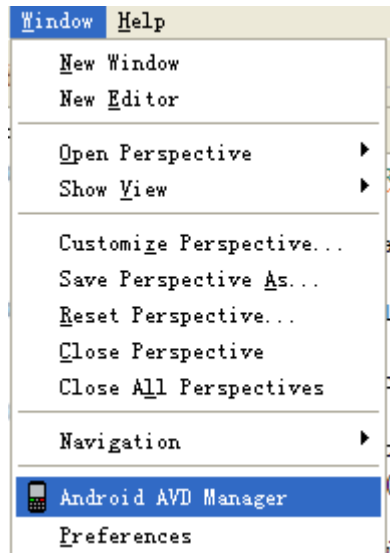 Window Help
New Window
New Editor
Open Perspective
Show View
Customize Perspective...
Save Perspective As...
Reset Perspective...
Close Perspective
Close All Perspectives
Navigation
Android AVD Manager
Preferences